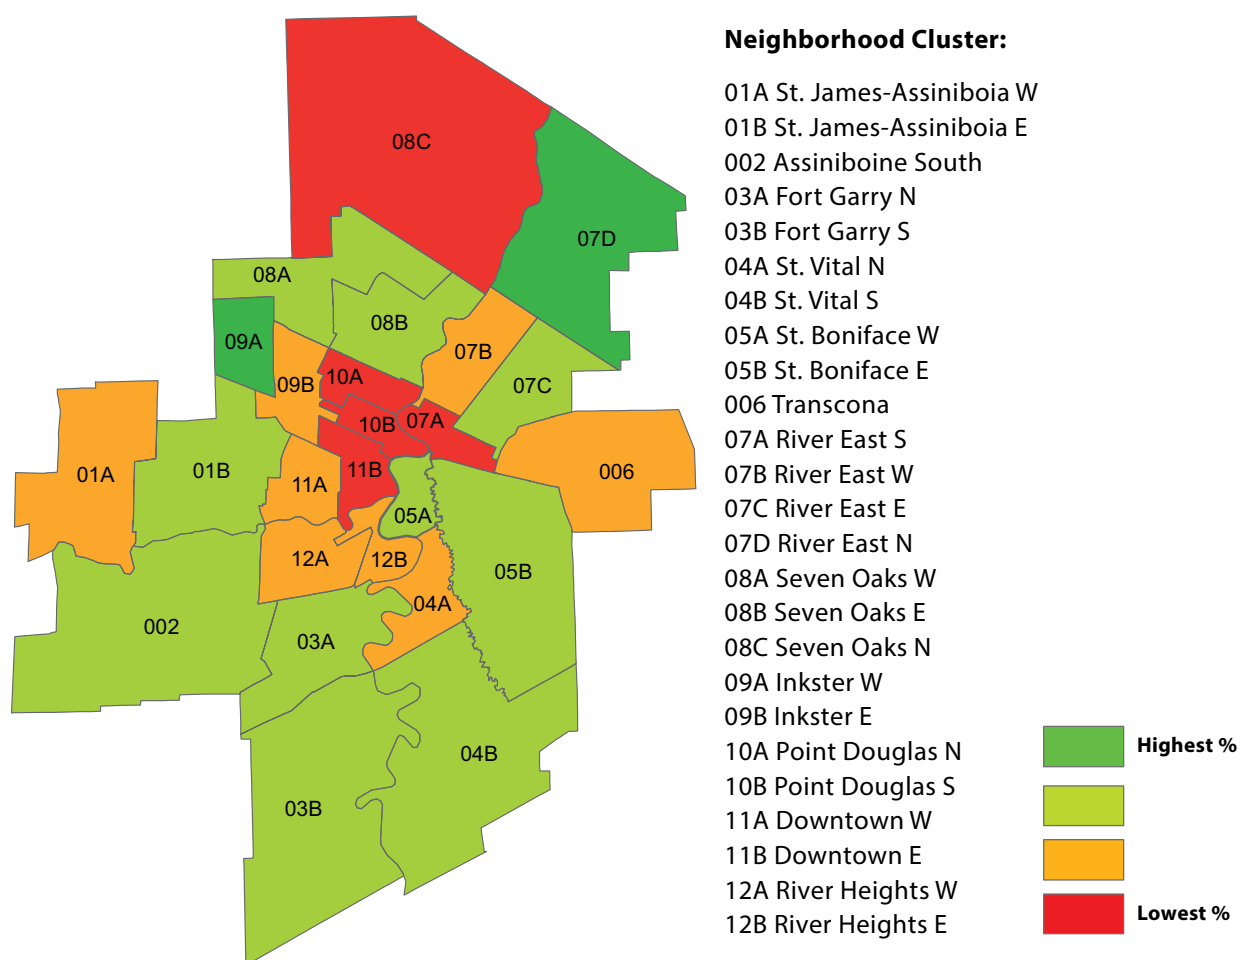 Neighborhood Cluster:
01A St. James-Assiniboia W
01B St. James-Assiniboia E
002 Assiniboine South
03A Fort Garry N
03B Fort Garry S
04A St. Vital N
04B St. Vital S
05A St. Boniface W
05B St. Boniface E
006 Transcona
07A River East S
07B River East W
07C River East E
07D River East N
08A Seven Oaks W
08B Seven Oaks E
08C Seven Oaks N
09A Inkster W
09B Inkster E
10A Point Douglas N
10B Point Douglas S
11A Downtown W
11B Downtown E
12A River Heights W
12B River Heights E
Highest %
Lowest %
08C
07D
08A
08B
09A
07B
10A
09B
07C
07A
10B
11B
006
01B
01A
11A
05A
12A
12B
05B
04A
002
03A
04B
03B